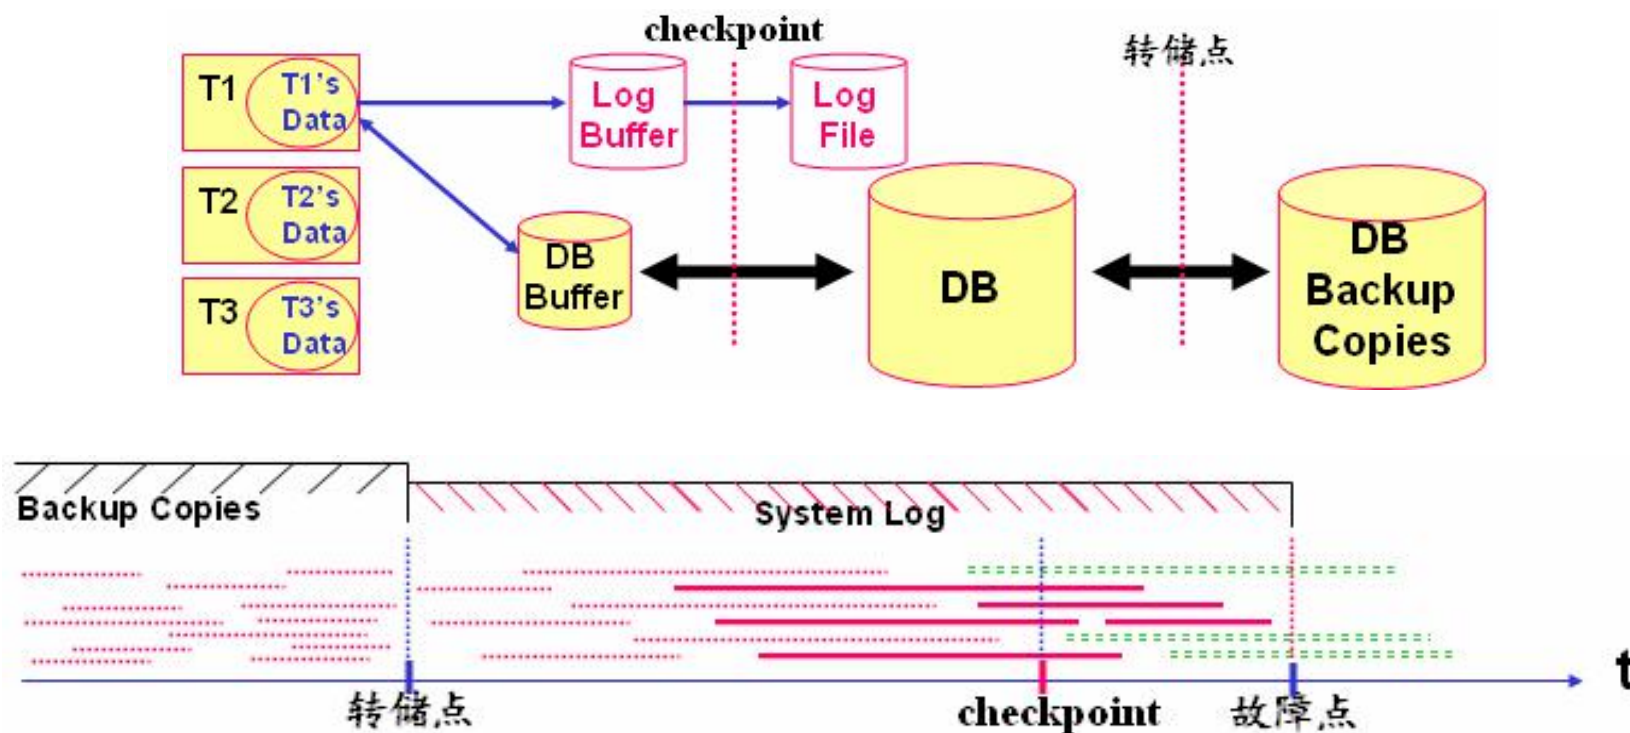 checkpoint
转储点
T1
T1's
Data
Log
Buffer
Log
File
T2
T2's
Data
DB
Buffer
DB
DB
Backup
Copies
T3
T3's
Data
Backup Copies
System Log
t
转储点
checkpoint
故障点